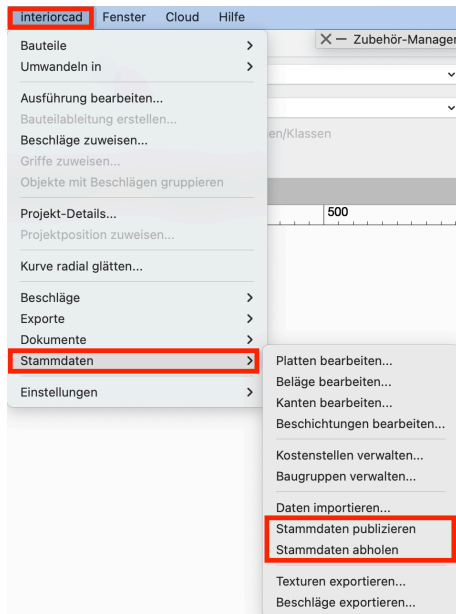 interiorcad Fenster Cloud Hilfe
Zubehör-Manager
Bauteile
Umwandeln in
Ausführung bearbeiten...
Bauteilableitung erstellen...
Beschläge zuweisen...
en/Klassen
Griffe zuweisen...
Objekte mit Beschlägen gruppieren
Projekt-Details...
500
Projektposition zuweisen...
Kurve radial glätten...
Beschläge
Exporte
Dokumente
Stammdaten
Einstellungen
Platten bearbeiten...
Beläge bearbeiten...
Kanten bearbeiten...
Beschichtungen bearbeiten...
Kostenstellen verwalten...
Baugruppen verwalten...
Daten importieren...
Stammdaten publizieren
Stammdaten abholen
Texturen exportieren...
Beschläge exportieren...